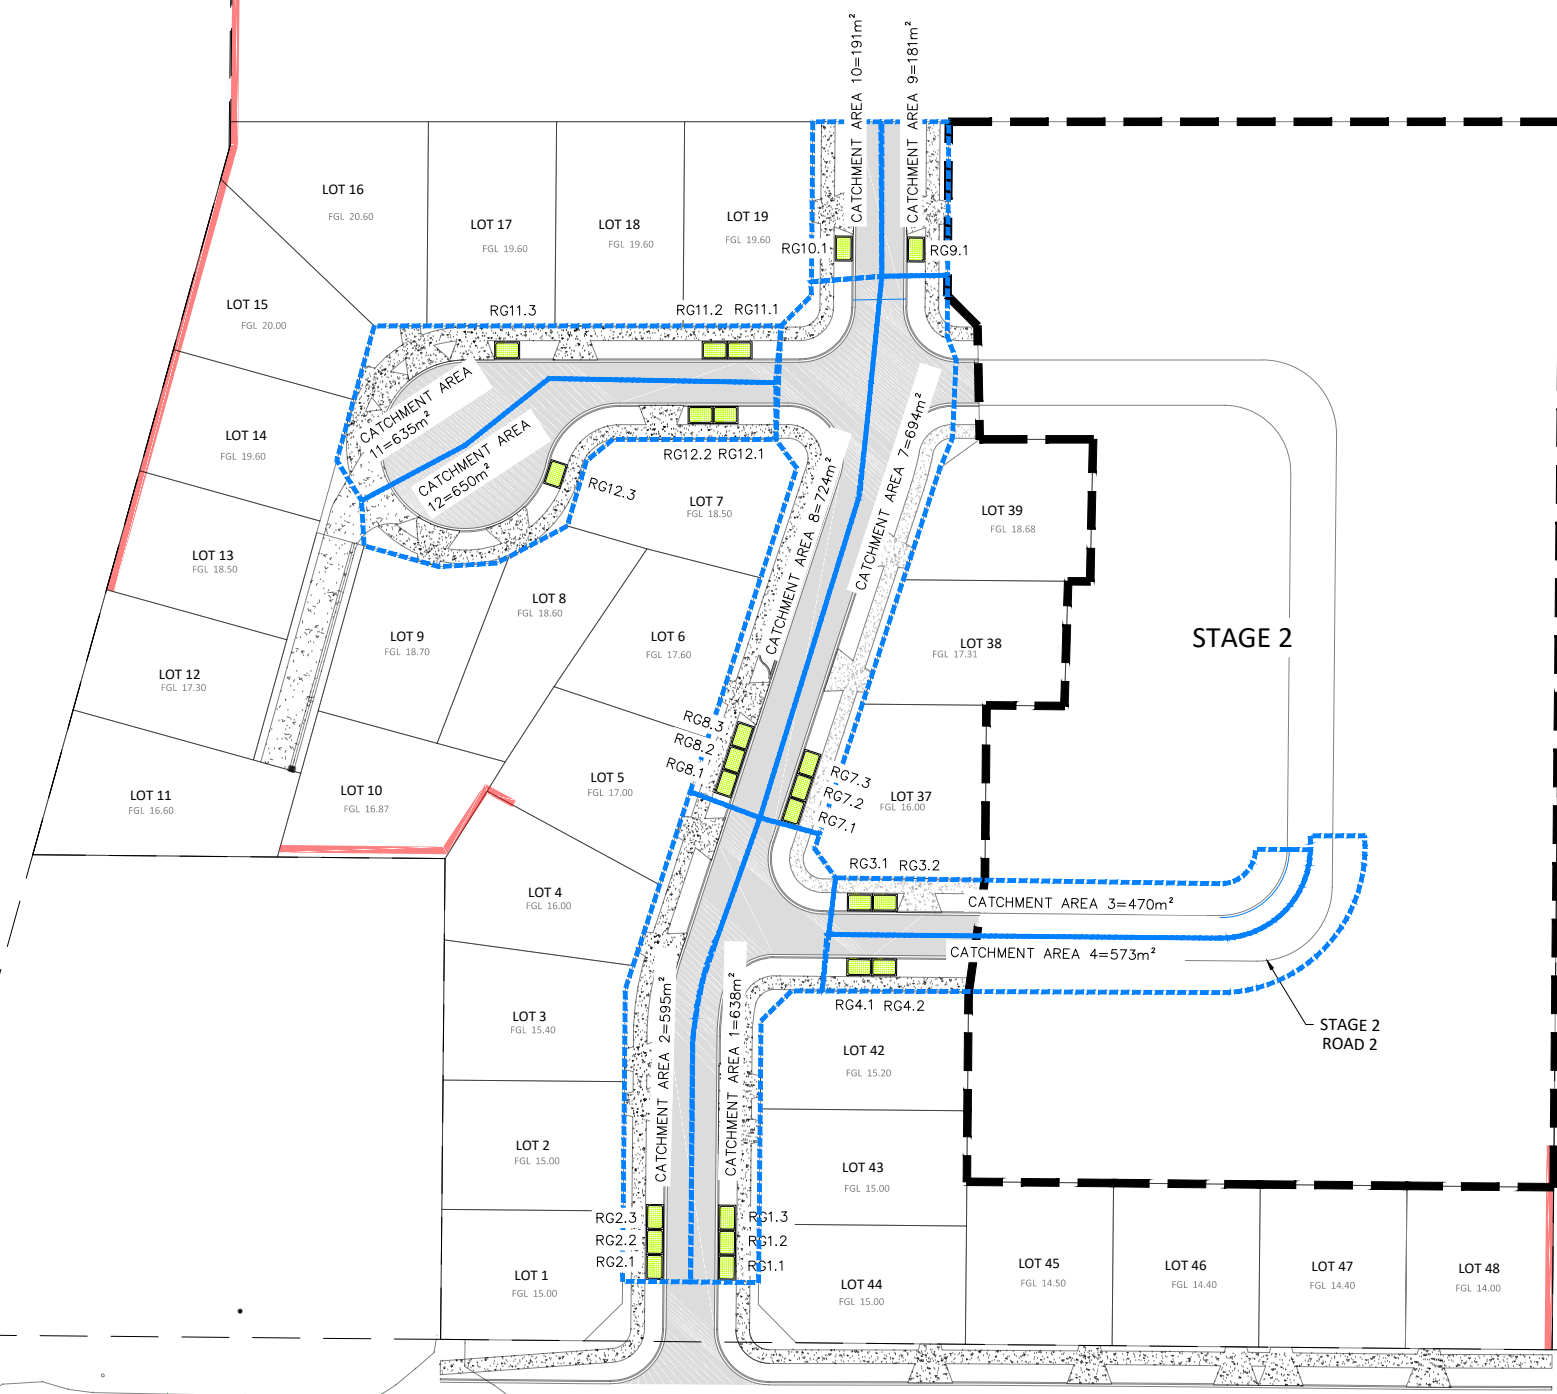 CATCHMENT AREA 10=191m²
CATCHMENT AREA 9=181m²
LOT 16
FGL 20.60
LOT 17
FGL 19.60
LOT 18
FGL 19.60
LOT 19
FGL 19.60
RG10.1
RG9.1
LOT 15
FGL 20.00
RG11.3
RG11.2
RG11.1
CATCHMENT AREA
11=635m²
CATCHMENT AREA
12=650m²
LOT 14
FGL 19.60
RG12.2
RG12.1
RG12.3
LOT 7
FGL 18.50
CATCHMENT AREA 8=724m²
CATCHMENT AREA 7=694m²
LOT 39
FGL 18.68
LOT 13
FGL 18.50
LOT 8
FGL 18.60
LOT 9
FGL 18.70
LOT 6
FGL 17.60
LOT 38
FGL 17.31
STAGE 2
LOT 12
FGL 17.30
RG8.3
RG8.2
RG8.1
RG7.3
RG7.2
RG7.1
LOT 5
FGL 17.00
LOT 37
FGL 16.00
LOT 11
FGL 16.60
LOT 10
FGL 16.87
RG3.1
RG3.2
LOT 4
FGL 16.00
CATCHMENT AREA 3=470m²
CATCHMENT AREA 4=573m²
RG4.1
RG4.2
CATCHMENT AREA 2=595m²
CATCHMENT AREA 1=638m²
LOT 3
FGL 15.40
STAGE 2
ROAD 2
LOT 42
FGL 15.20
LOT 2
FGL 15.00
LOT 43
FGL 15.00
RG2.3
RG2.2
RG2.1
RG1.3
RG1.2
RG1.1
LOT 1
FGL 15.00
LOT 44
FGL 15.00
LOT 45
FGL 14.50
LOT 46
FGL 14.40
LOT 47
FGL 14.40
LOT 48
FGL 14.00